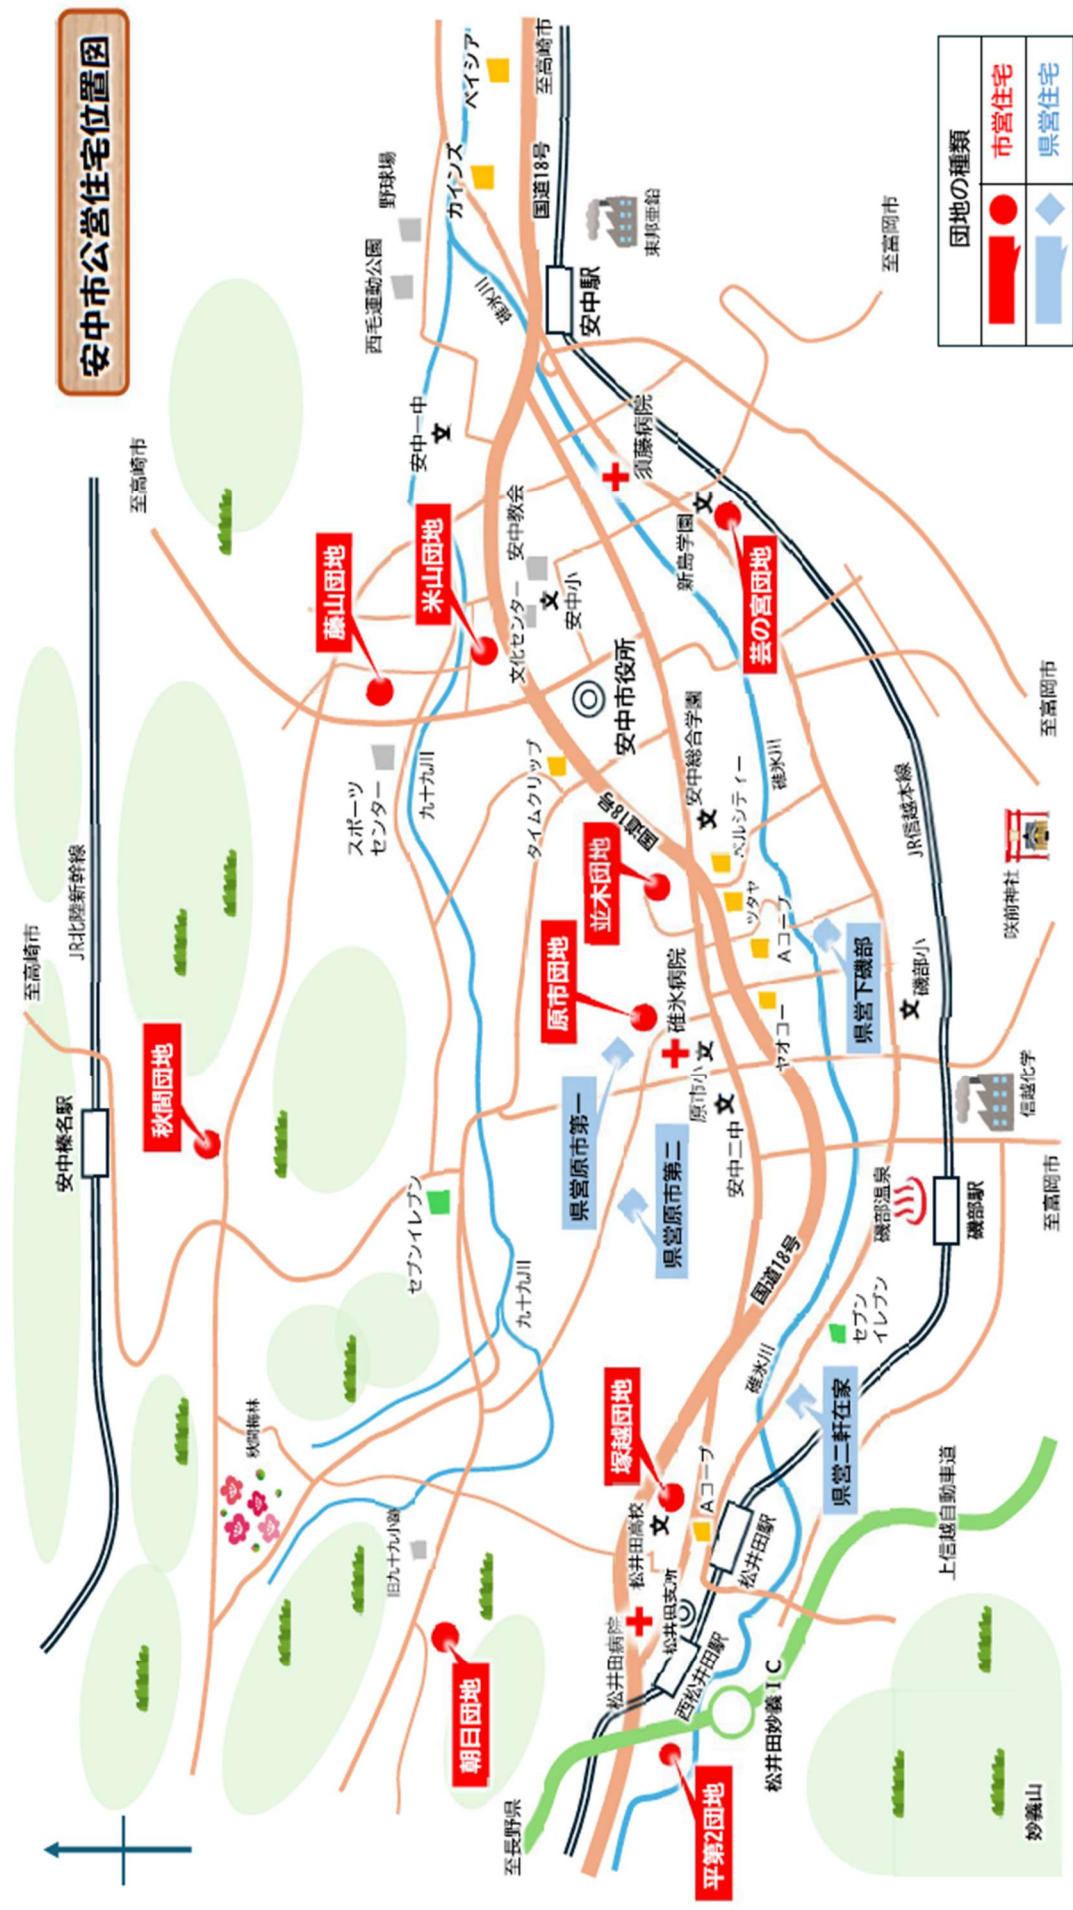 安中市公営住宅位置図
至高崎市
JR北陸新幹線
安中榛名駅
至高崎市
秋間団地
秋間梅林
藤山団地
米山団地
スポーツ
センター
九十九川
西毛運動公園
野球場
安中一中
カインズ
ベイシア
至高崎市
国道18号
碓氷川
安中駅
東邦亜鉛
至富岡市
安中教会
文化センター
安中小
須藤病院
新島学園
芸の宮団地
安中市役所
タイムクリップ
国道18号
安中総合学園
ベルシティー
碓氷川
ツタヤ
Aコープ
ヤオコー
並木団地
原市団地
碓氷病院
原市小
安中二中
県営原市第一
県営原市第二
県営下磯部
磯部小
JR信越本線
咲前神社
至富岡市
信越化学
至富岡市
磯部温泉
磯部駅
セブンイレブン
九十九川
国道18号
セブン
イレブン
碓氷川
県営二軒在家
塚越団地
Aコープ
松井田高校
松井田駅
松井田支所
松井田病院
西松井田駅
旧九十九小
朝日団地
平第2団地
至長野県
松井田妙義IC
上信越自動車道
妙義山
団地の種類
市営住宅
県営住宅